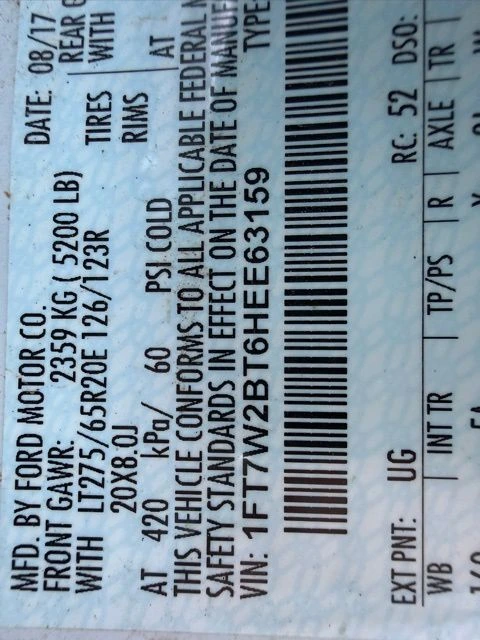 MFD. BY FORD MOTOR CO.
DATE: 08/17
FRONT GAWR: 2359 KG ( 5200 LB)
REAR
WITH LT275/65R20E 126/123R TIRES
WITH
20X8.0J RIMS
AT 420 kPa/ 60 PSI COLD
AT
THIS VEHICLE CONFORMS TO ALL APPLICABLE FEDERAL
SAFETY STANDARDS IN EFFECT ON THE DATE OF MANUF
VIN: 1FT7W2BT6HEE63159
TYPE
EXT PNT: UG
RC: 52 DSO:
WB | INT TR | TP/PS | R | AXLE | TR |